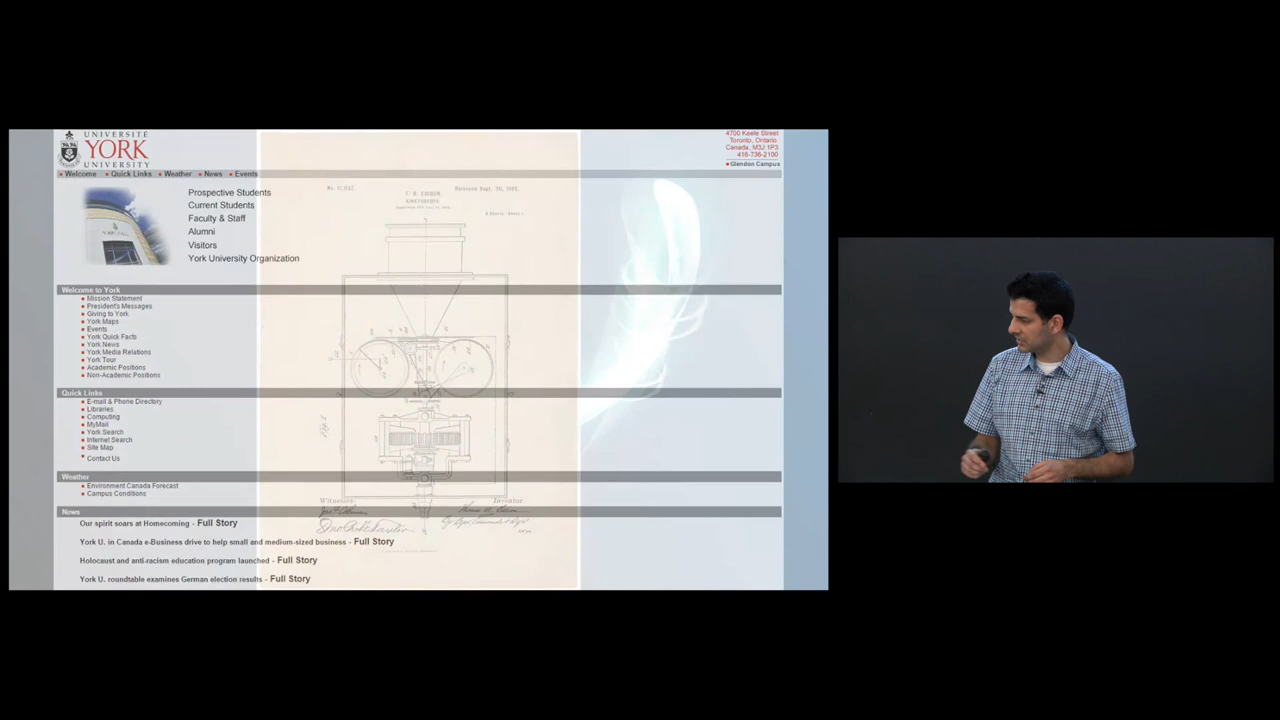 UNIVERSITÉ
YORK
UNIVERSITY
4700 Keele Street
Toronto, Ontario
Canada, M3J 1P3
416-736-2100
Glendon Campus
Welcome Quick Links Weather News Events
Prospective Students
Current Students
Faculty & Staff
Alumni
Visitors
York University Organization
Welcome to York
Mission Statement
President's Messages
Giving to York
York Maps
Events
York Quick Facts
York News
York Media Relations
York Tour
Academic Positions
Non-Academic Positions
Quick Links
E-mail & Phone Directory
Libraries
Computing
MyMail
York Search
Internet Search
Site Map
Contact Us
Weather
Environment Canada Forecast
Campus Conditions
Witnesses
Inventor
News
Our spirit soars at Homecoming - Full Story
York U. in Canada e-Business drive to help small and medium-sized business - Full Story
Holocaust and anti-racism education program launched - Full Story
York U. roundtable examines German election results - Full Story